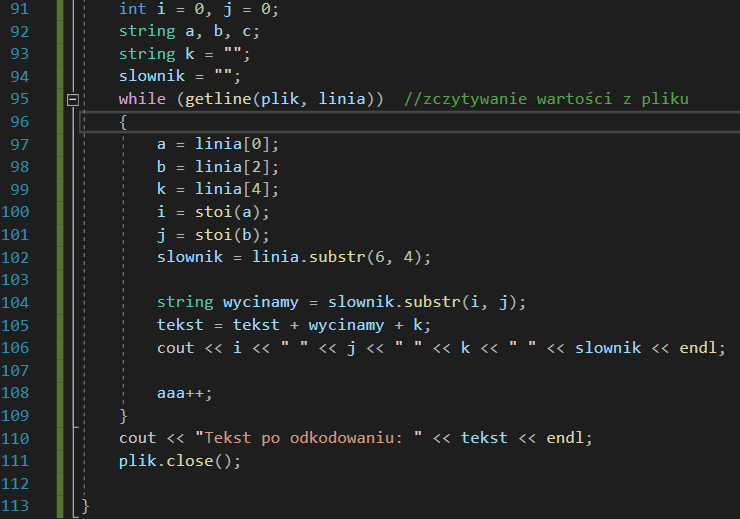 91 int i = 0, j = 0;
92 string a, b, c;
93 string k = "";
94 slownik = "";
95 while (getline(plik, linia)) //zczytywanie wartości z pliku
96 {
97 a = linia[0];
98 b = linia[2];
99 k = linia[4];
100 i = stoi(a);
101 j = stoi(b);
102 slownik = linia.substr(6, 4);
103
104 string wycinamy = slownik.substr(i, j);
105 tekst = tekst + wycinamy + k;
106 cout << i << " " << j << " " << k << " " << slownik << endl;
107
108 aaa++;
109 }
110 cout << "Tekst po odkodowaniu: " << tekst << endl;
111 plik.close();
112
113 }